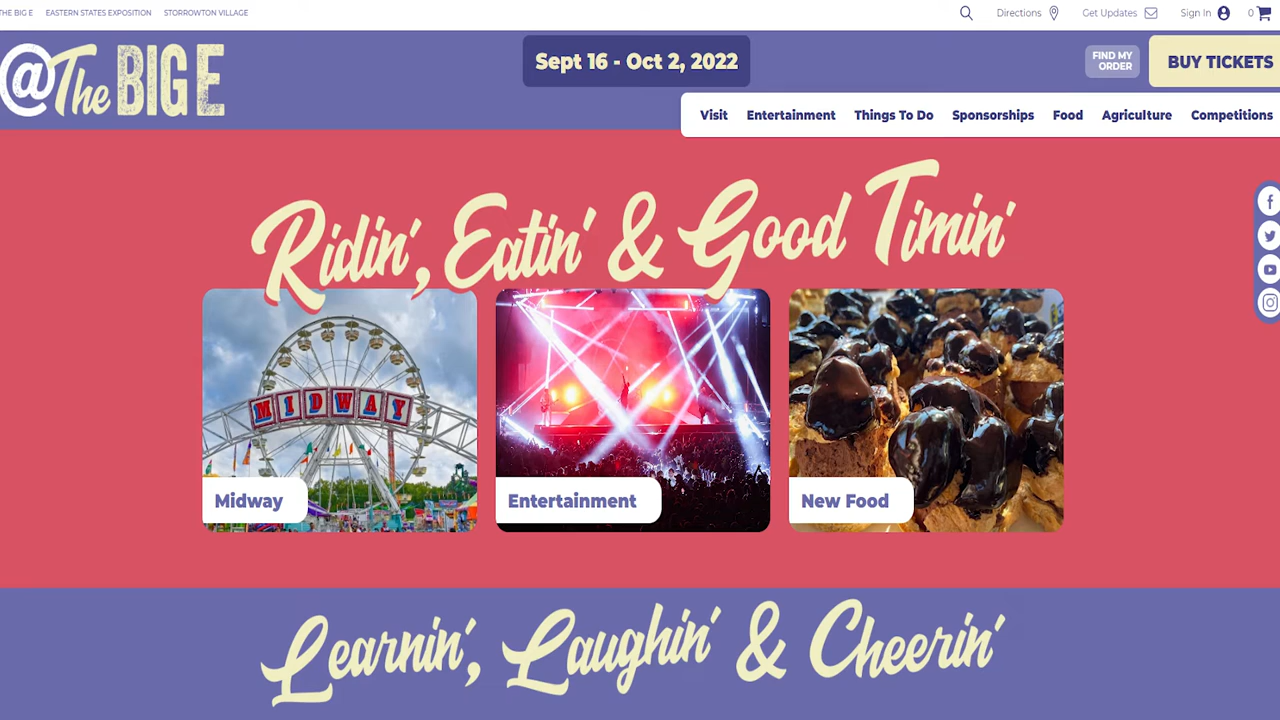 THE BIG E EASTERN STATES EXPOSITION STORROWTON VILLAGE
Directions Get Updates Sign In 0
@The BIG E
Sept 16 - Oct 2, 2022
FIND MY
ORDER
BUY TICKETS
Visit Entertainment Things To Do Sponsorships Food Agriculture Competitions
Ridin', Eatin' & Good Timin'
MIDWAY
Midway Entertainment New Food
Learnin', Laughin' & Cheerin'